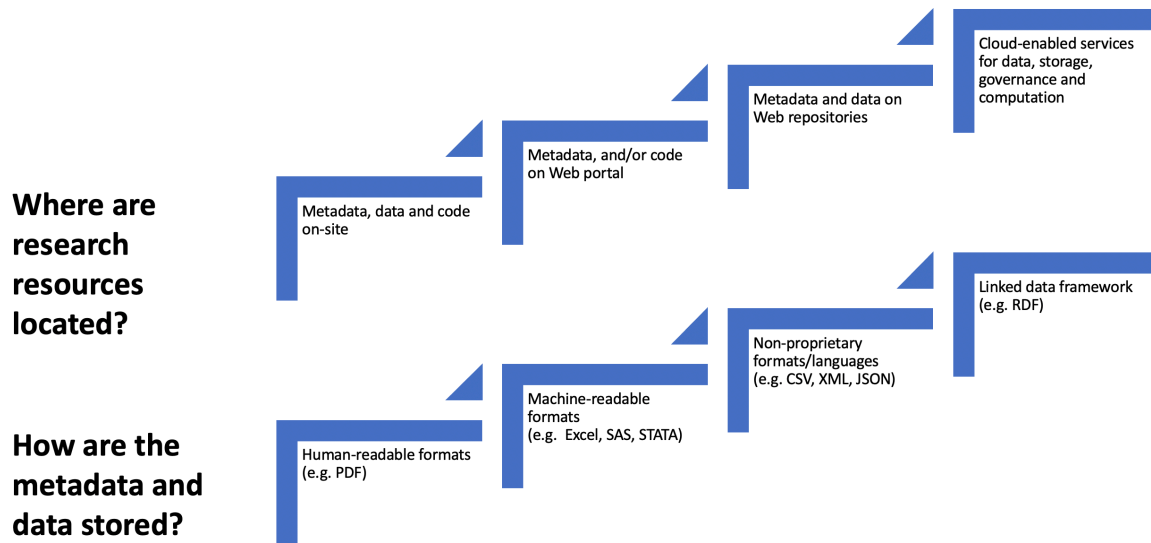 Where are
research
resources
located?
Metadata, data and code
on-site
Metadata, and/or code
on Web portal
Metadata and data on
Web repositories
Cloud-enabled services
for data, storage,
governance and
computation
How are the
metadata and
data stored?
Human-readable formats
(e.g. PDF)
Machine-readable
formats
(e.g.  Excel, SAS, STATA)
Non-proprietary
formats/languages
(e.g. CSV, XML, JSON)
Linked data framework
(e.g. RDF)